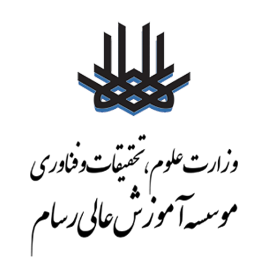 وزارت علوم، تحقیقات و فناوری
موسسه آموزش عالی رسام